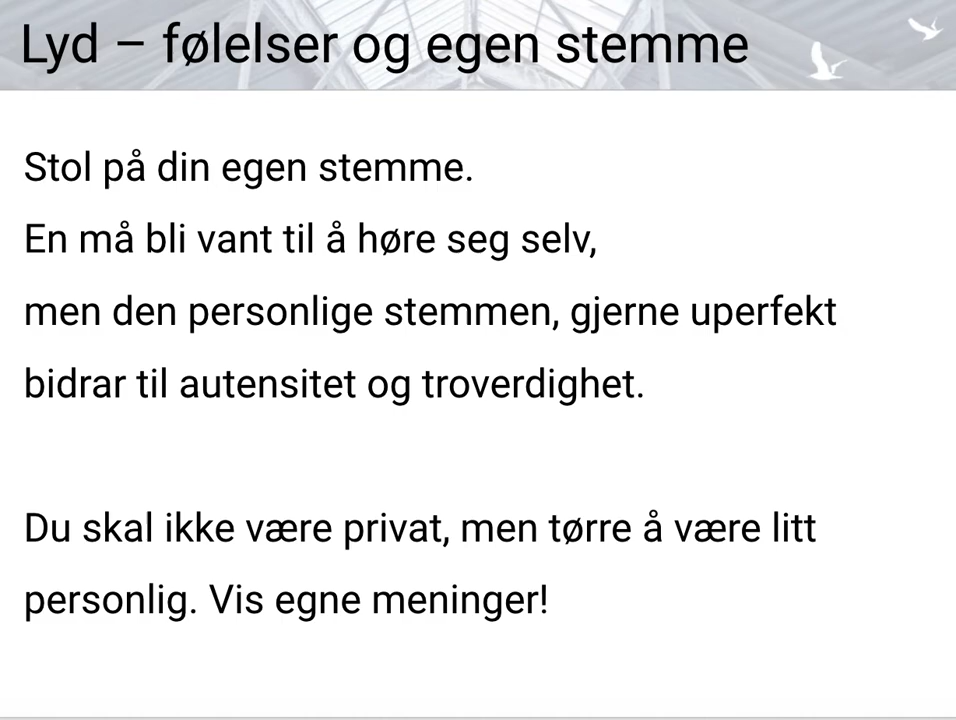 Lyd – følelser og egen stemme
Stol på din egen stemme.
En må bli vant til å høre seg selv,
men den personlige stemmen, gjerne uperfekt
bidrar til autensitet og troverdighet.
Du skal ikke være privat, men tørre å være litt
personlig. Vis egne meninger!